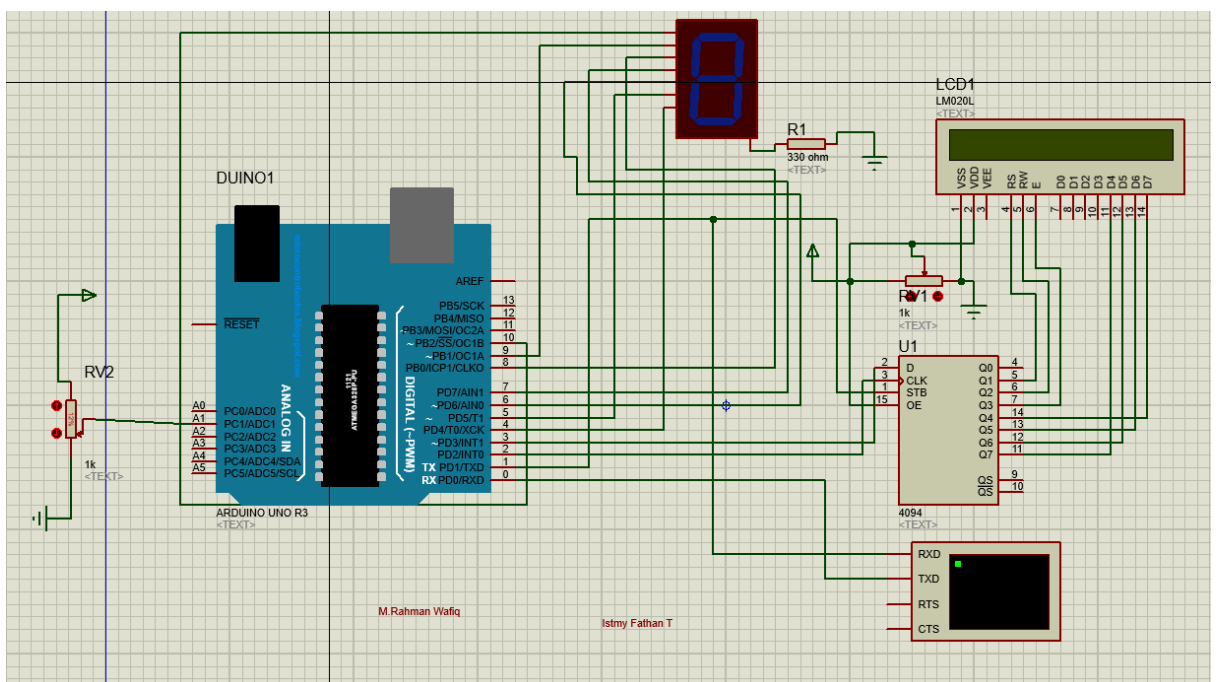 LCD1
LM020L
<TEXT>
R1
330 ohm
<TEXT>
VSS
VDD
VEE
RS
RW
E
D0
D1
D2
D3
D4
D5
D6
D7
1
2
3
4
5
6
7
8
9
10
11
12
13
14
DUINO1
RV1
1k
<TEXT>
AREF
RESET
PB5/SCK 13
PB4/MISO 12
~PB3/MOSI/OC2A 11
~PB2/SS/OC1B 10
~PB1/OC1A 9
PB0/ICP1/CLKO 8
PD7/AIN1 7
~PD6/AIN0 6
~PD5/T1 5
PD4/T0/XCK 4
~PD3/INT1 3
PD2/INT0 2
TX PD1/TXD 1
RX PD0/RXD 0
DIGITAL (~PWM)
ANALOG IN
ATMEGA328P-PU
1121
A0 PC0/ADC0
A1 PC1/ADC1
A2 PC2/ADC2
A3 PC3/ADC3
A4 PC4/ADC4/SDA
A5 PC5/ADC5/SCL
ARDUINO UNO R3
<TEXT>
RV2
12%
1k
<TEXT>
U1
2 D
3 CLK
1 STB
15 OE
Q0 4
Q1 5
Q2 6
Q3 7
Q4 14
Q5 13
Q6 12
Q7 11
QS 9
QS 10
4094
<TEXT>
RXD
TXD
RTS
CTS
M.Rahman Wafiq
Istmy Fathan T